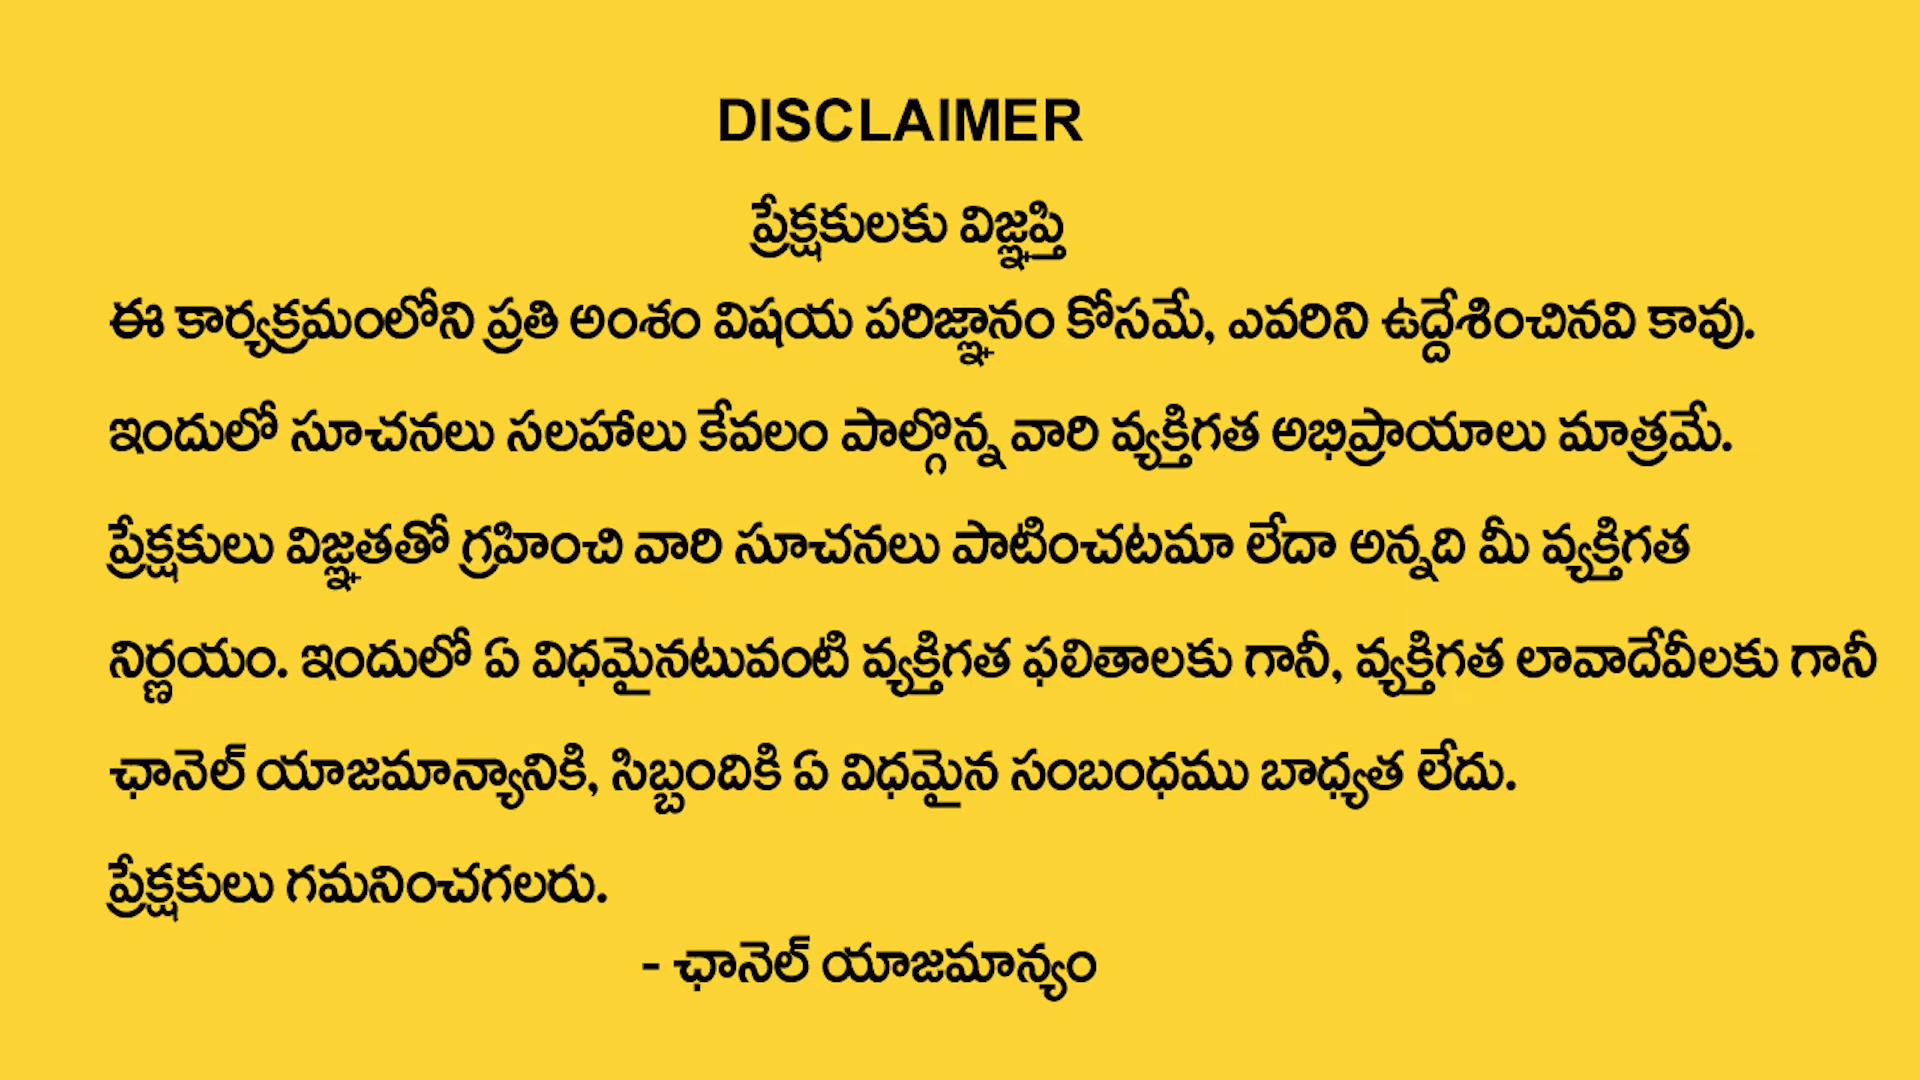 DISCLAIMER
ప్రేక్షకులకు విజ్ఞప్తి
ఈ కార్యక్రమంలోని ప్రతి అంశం విషయ పరిజ్ఞానం కోసమే, ఎవరిని ఉద్దేశించినవి కావు.
ఇందులో సూచనలు సలహాలు కేవలం పాల్గొన్న వారి వ్యక్తిగత అభిప్రాయాలు మాత్రమే.
ప్రేక్షకులు విజ్ఞతతో గ్రహించి వారి సూచనలు పాటించటమా లేదా అన్నది మీ వ్యక్తిగత
నిర్ణయం. ఇందులో ఏ విధమైనటువంటి వ్యక్తిగత ఫలితాలకు గానీ, వ్యక్తిగత లావాదేవీలకు గానీ
ఛానెల్ యాజమాన్యానికి, సిబ్బందికి ఏ విధమైన సంబంధము బాధ్యత లేదు.
ప్రేక్షకులు గమనించగలరు.
- ఛానెల్ యాజమాన్యం